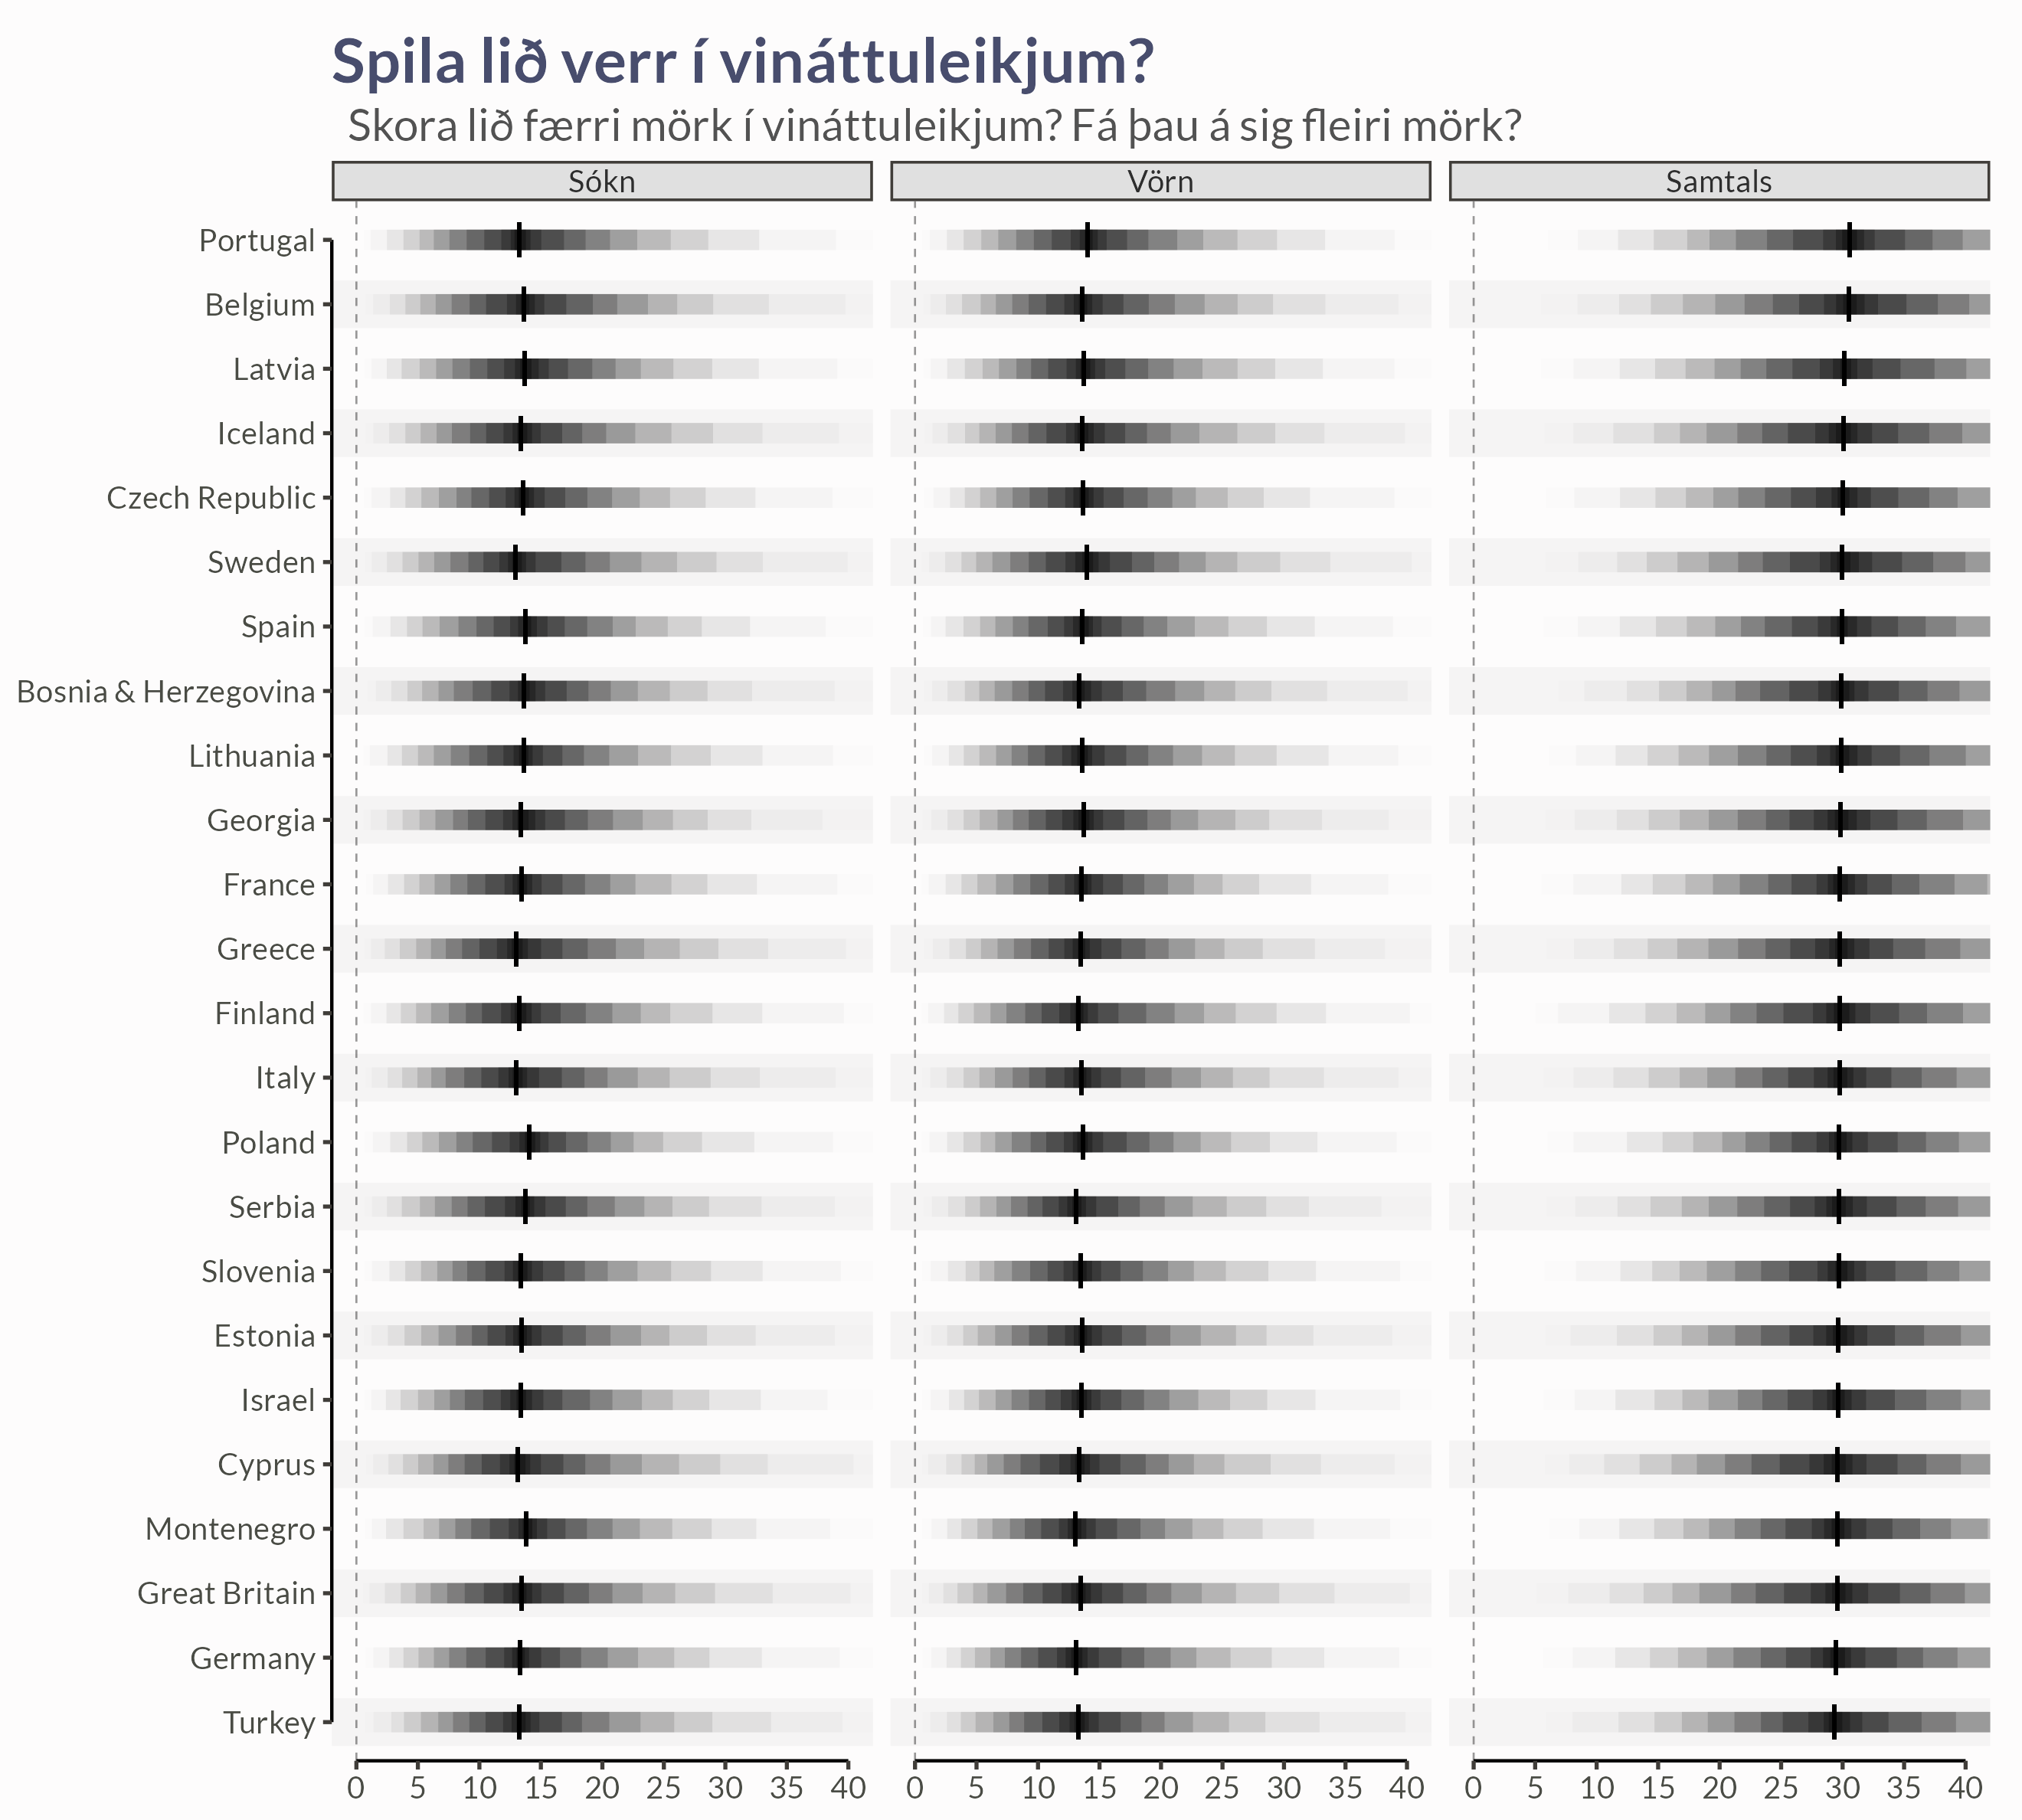 Spila lið verr í vináttuleikjum?
Skora lið færri mörk í vináttuleikjum? Fá þau á sig fleiri mörk?
Sókn Vörn Samtals
Portugal
Belgium
Latvia
Iceland
Czech Republic
Sweden
Spain
Bosnia & Herzegovina
Lithuania
Georgia
France
Greece
Finland
Italy
Poland
Serbia
Slovenia
Estonia
Israel
Cyprus
Montenegro
Great Britain
Germany
Turkey
0 5 10 15 20 25 30 35 40 0 5 10 15 20 25 30 35 40 0 5 10 15 20 25 30 35 40